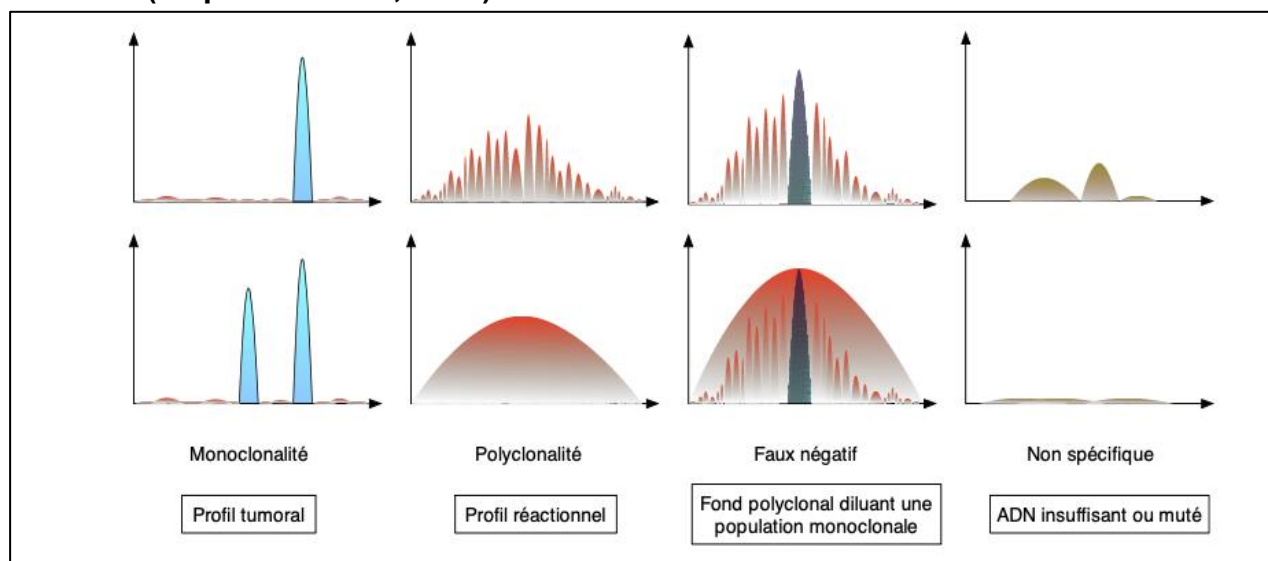 Monoclonalité
Polyclonalité
Faux négatif
Non spécifique
Profil tumoral
Profil réactionnel
Fond polyclonal diluant une
population monoclonale
ADN insuffisant ou muté